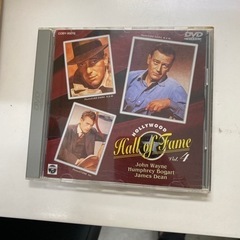 DVD
HOLLYWOOD
Hall of Fame
Vol. 4
John Wayne
Humphrey Bogart
James Dean